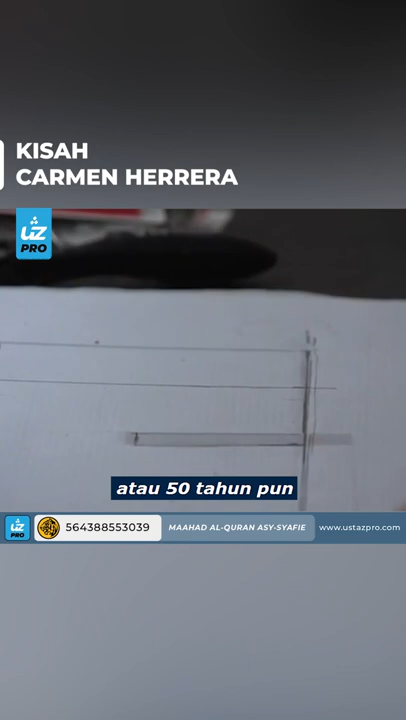 KISAH
CARMEN HERRERA
UZ
PRO
atau 50 tahun pun
UZ
PRO
564388553039
MAAHAD AL-QURAN ASY-SYAFIE
www.ustazpro.com